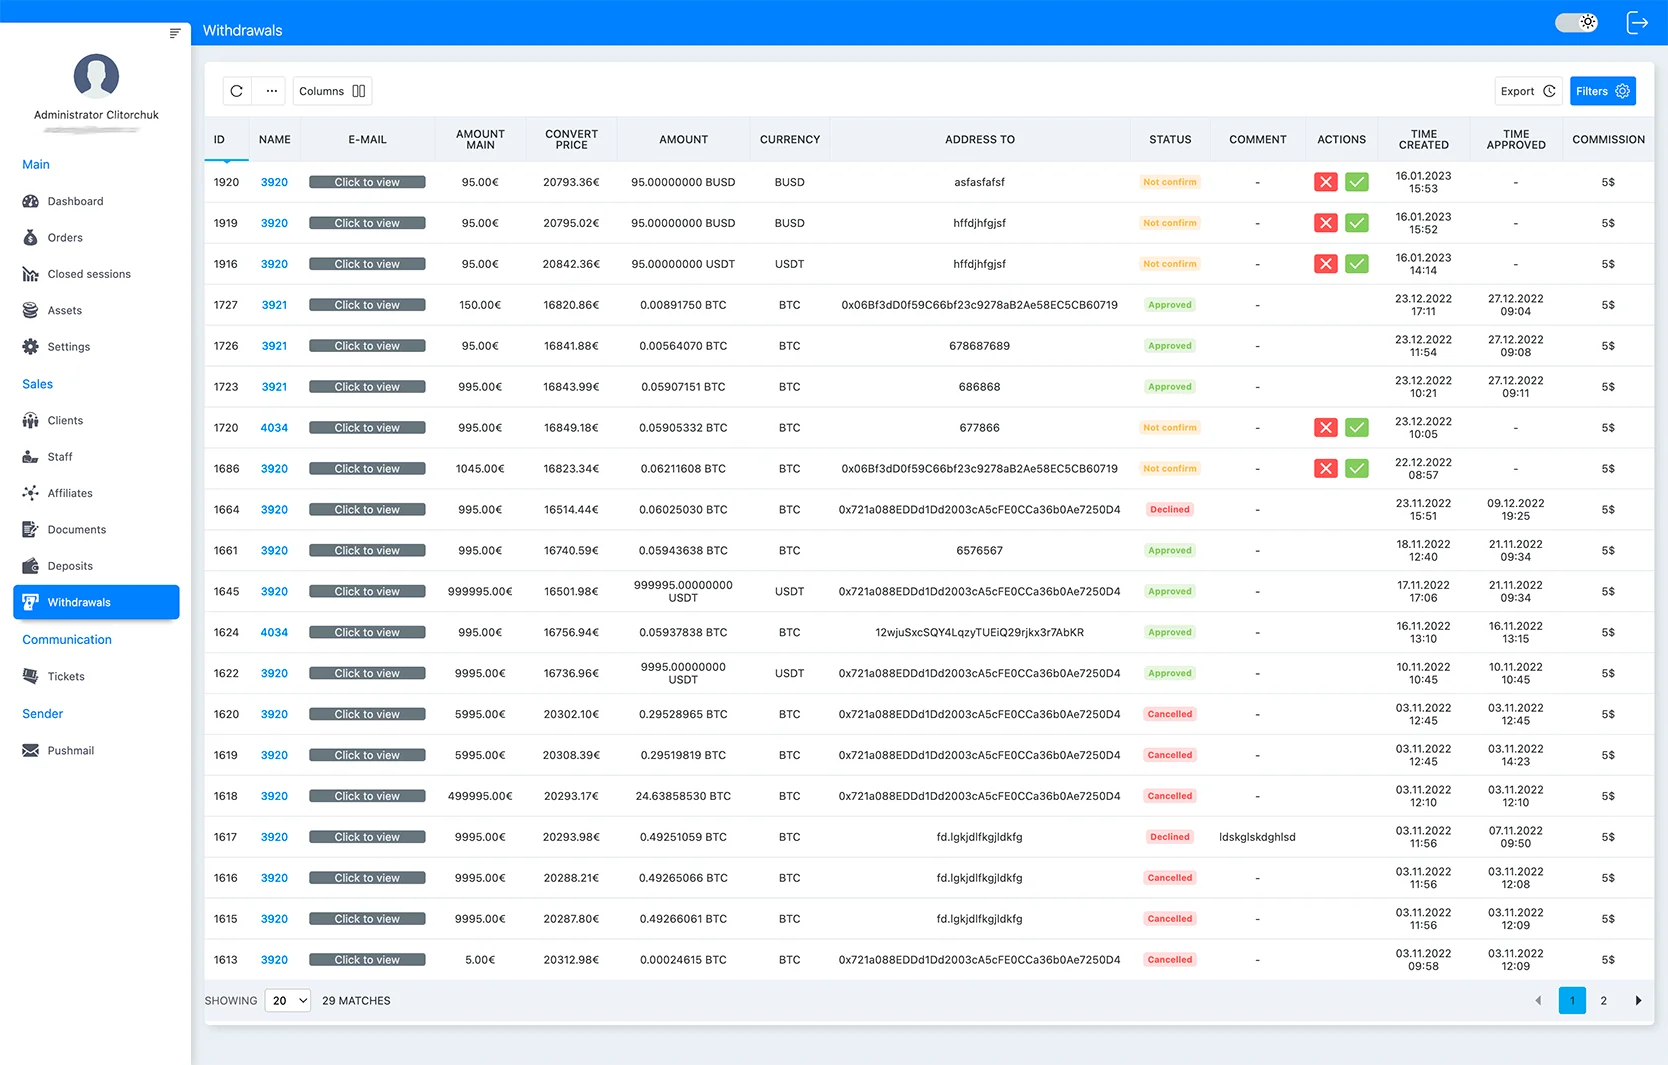 Withdrawals
Administrator Clitorchuk
Main
Dashboard
Orders
Closed sessions
Assets
Settings
Sales
Clients
Staff
Affiliates
Documents
Deposits
Withdrawals
Communication
Tickets
Sender
Pushmail
Columns
Export
Filters
ID NAME E-MAIL AMOUNT MAIN CONVERT PRICE AMOUNT CURRENCY ADDRESS TO STATUS COMMENT ACTIONS TIME CREATED TIME APPROVED COMMISSION
1920 3920 Click to view 95.00€ 20793.36€ 95.00000000 BUSD BUSD asfasfafsf Not confirm - 16.01.2023 15:53 - 5$
1919 3920 Click to view 95.00€ 20795.02€ 95.00000000 BUSD BUSD hffdjhfgjsf Not confirm - 16.01.2023 15:52 - 5$
1916 3920 Click to view 95.00€ 20842.36€ 95.00000000 USDT USDT hffdjhfgjsf Not confirm - 16.01.2023 14:14 - 5$
1727 3921 Click to view 150.00€ 16820.86€ 0.00891750 BTC BTC 0x06Bf3dD0f59C66bf23c9278aB2Ae58EC5CB60719 Approved - 23.12.2022 17:11 27.12.2022 09:04 5$
1726 3921 Click to view 95.00€ 16841.88€ 0.00564070 BTC BTC 678687689 Approved - 23.12.2022 11:54 27.12.2022 09:08 5$
1723 3921 Click to view 995.00€ 16843.99€ 0.05907151 BTC BTC 686868 Approved - 23.12.2022 10:21 27.12.2022 09:11 5$
1720 4034 Click to view 995.00€ 16849.18€ 0.05905332 BTC BTC 677866 Not confirm - 23.12.2022 10:05 - 5$
1686 3920 Click to view 1045.00€ 16823.34€ 0.06211608 BTC BTC 0x06Bf3dD0f59C66bf23c9278aB2Ae58EC5CB60719 Not confirm - 22.12.2022 08:57 - 5$
1664 3920 Click to view 995.00€ 16514.44€ 0.06025030 BTC BTC 0x721a088EDDd1Dd2003cA5cFE0CCa36b0Ae7250D4 Declined - 23.11.2022 15:51 09.12.2022 19:25 5$
1661 3920 Click to view 995.00€ 16740.59€ 0.05943638 BTC BTC 6576567 Approved - 18.11.2022 12:40 21.11.2022 09:34 5$
1645 3920 Click to view 999995.00€ 16501.98€ 999995.00000000 USDT USDT 0x721a088EDDd1Dd2003cA5cFE0CCa36b0Ae7250D4 Approved - 17.11.2022 17:06 21.11.2022 09:34 5$
1624 4034 Click to view 995.00€ 16756.94€ 0.05937838 BTC BTC 12wjuSxcSQY4LqzyTUEiQ29rjkx3r7AbKR Approved - 16.11.2022 13:10 16.11.2022 13:15 5$
1622 3920 Click to view 9995.00€ 16736.96€ 9995.00000000 USDT USDT 0x721a088EDDd1Dd2003cA5cFE0CCa36b0Ae7250D4 Approved - 10.11.2022 10:45 10.11.2022 10:45 5$
1620 3920 Click to view 5995.00€ 20302.10€ 0.29528965 BTC BTC 0x721a088EDDd1Dd2003cA5cFE0CCa36b0Ae7250D4 Cancelled - 03.11.2022 12:45 03.11.2022 12:45 5$
1619 3920 Click to view 5995.00€ 20308.39€ 0.29519819 BTC BTC 0x721a088EDDd1Dd2003cA5cFE0CCa36b0Ae7250D4 Cancelled - 03.11.2022 12:45 03.11.2022 14:23 5$
1618 3920 Click to view 499995.00€ 20293.17€ 24.63858530 BTC BTC 0x721a088EDDd1Dd2003cA5cFE0CCa36b0Ae7250D4 Cancelled - 03.11.2022 12:10 03.11.2022 12:10 5$
1617 3920 Click to view 9995.00€ 20293.98€ 0.49251059 BTC BTC fd.lgkjdlfkgjldkfg Declined ldskglskdghlsd 03.11.2022 11:56 07.11.2022 09:50 5$
1616 3920 Click to view 9995.00€ 20288.21€ 0.49265066 BTC BTC fd.lgkjdlfkgjldkfg Cancelled - 03.11.2022 11:56 03.11.2022 12:08 5$
1615 3920 Click to view 9995.00€ 20287.80€ 0.49266061 BTC BTC fd.lgkjdlfkgjldkfg Cancelled - 03.11.2022 11:56 03.11.2022 12:09 5$
1613 3920 Click to view 5.00€ 20312.98€ 0.00024615 BTC BTC 0x721a088EDDd1Dd2003cA5cFE0CCa36b0Ae7250D4 Cancelled - 03.11.2022 09:58 03.11.2022 12:09 5$
SHOWING 20 29 MATCHES 1 2